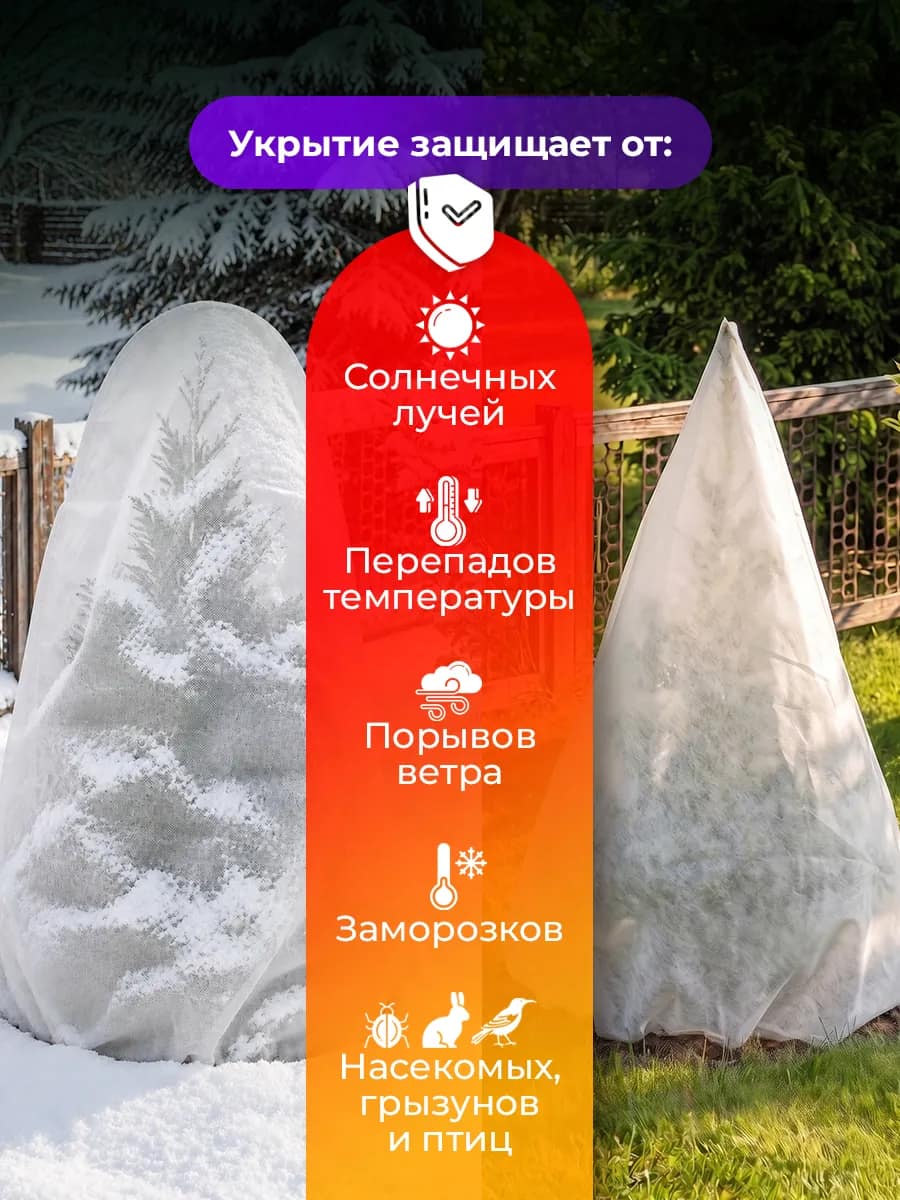 Укрытие защищает от:
Солнечных
лучей
Перепадов
температуры
Порывов
ветра
Заморозков
Насекомых,
грызунов
и птиц